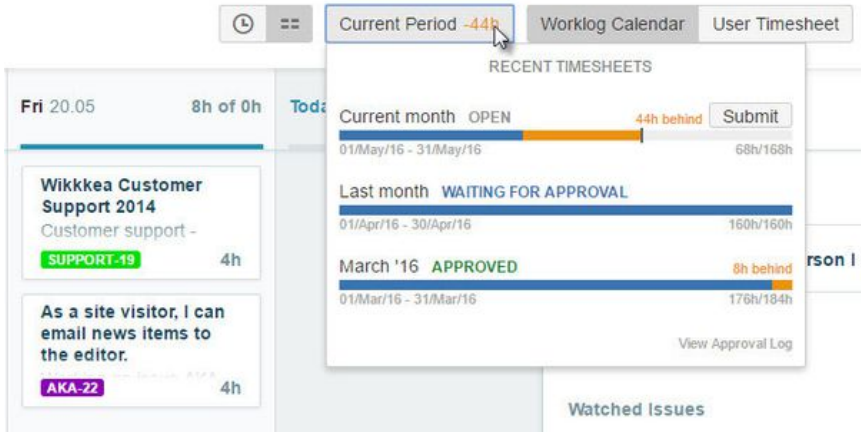 Current Period -44h
Worklog Calendar
User Timesheet
RECENT TIMESHEETS
Fri 20.05 8h of 0h
Current month OPEN 44h behind Submit
01/May/16 - 31/May/16 68h/168h
Last month WAITING FOR APPROVAL
01/Apr/16 - 30/Apr/16 160h/160h
March '16 APPROVED 8h behind
01/Mar/16 - 31/Mar/16 176h/184h
View Approval Log
Wikkkea Customer
Support 2014
Customer support -
SUPPORT-19 4h
As a site visitor, I can
email news items to
the editor.
AKA-22 4h
Watched Issues